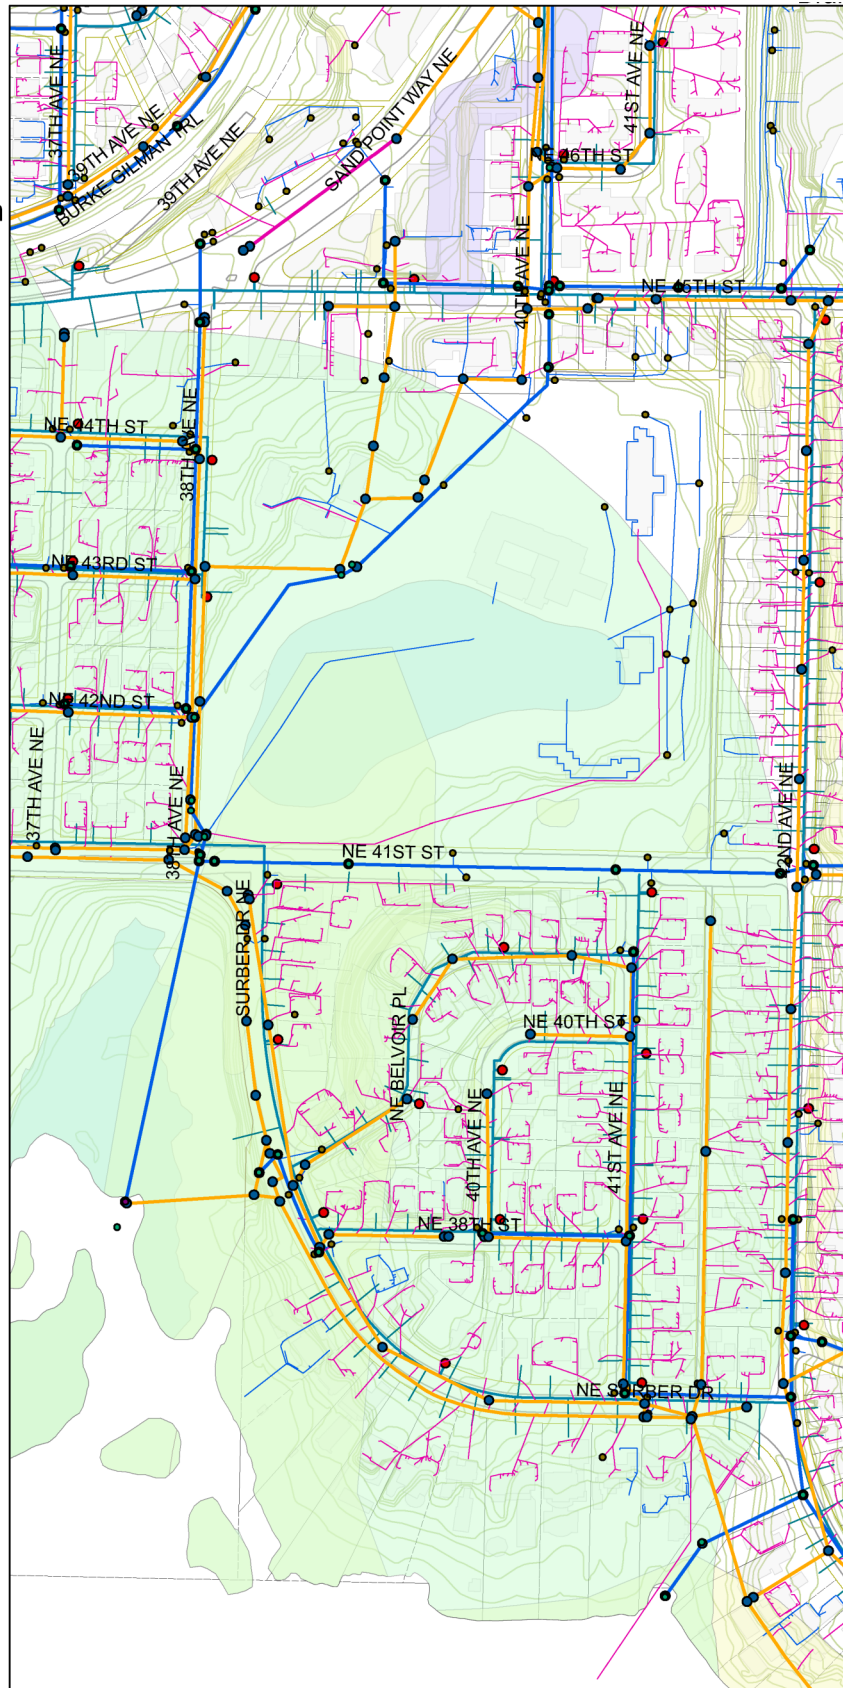 37TH AVE NE
39TH AVE NE
BURKE GILMAN TRL
39TH AVE NE
SAND POINT WAY NE
41ST AVE NE
NE 46TH ST
40TH AVE NE
NE 45TH ST
NE 44TH ST
38TH AVE NE
NE 43RD ST
NE 42ND ST
37TH AVE NE
38TH AVE NE
NE 41ST ST
42ND AVE NE
SURBER DR NE
NE BELVOIR PL
NE 40TH ST
40TH AVE NE
41ST AVE NE
NE 38TH ST
NE SURBER DR